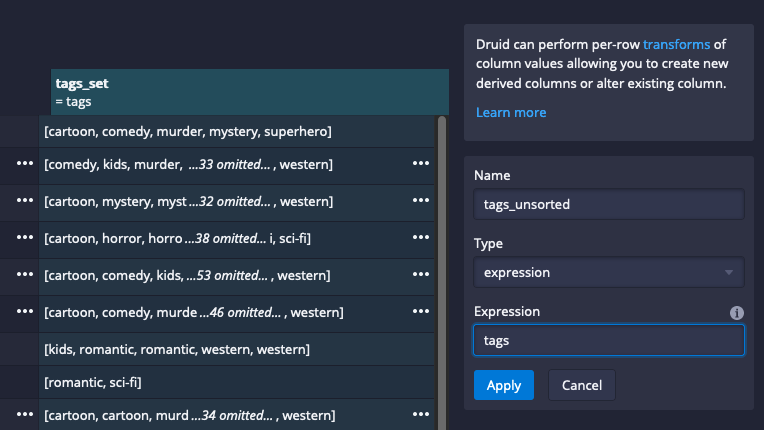 tags_set
= tags
[cartoon, comedy, murder, mystery, superhero]
••• [comedy, kids, murder, ...33 omitted... , western] •••
••• [cartoon, mystery, myst ...32 omitted... , western] •••
••• [cartoon, horror, horro ...38 omitted... i, sci-fi] •••
••• [cartoon, comedy, kids, ...53 omitted... , western] •••
••• [cartoon, comedy, murde ...46 omitted... , western] •••
[kids, romantic, romantic, western, western]
[romantic, sci-fi]
••• [cartoon, cartoon, murd ...34 omitted... , western] •••
Druid can perform per-row transforms of
column values allowing you to create new
derived columns or alter existing column.
Learn more
Name
tags_unsorted
Type
expression
Expression
tags
Apply Cancel